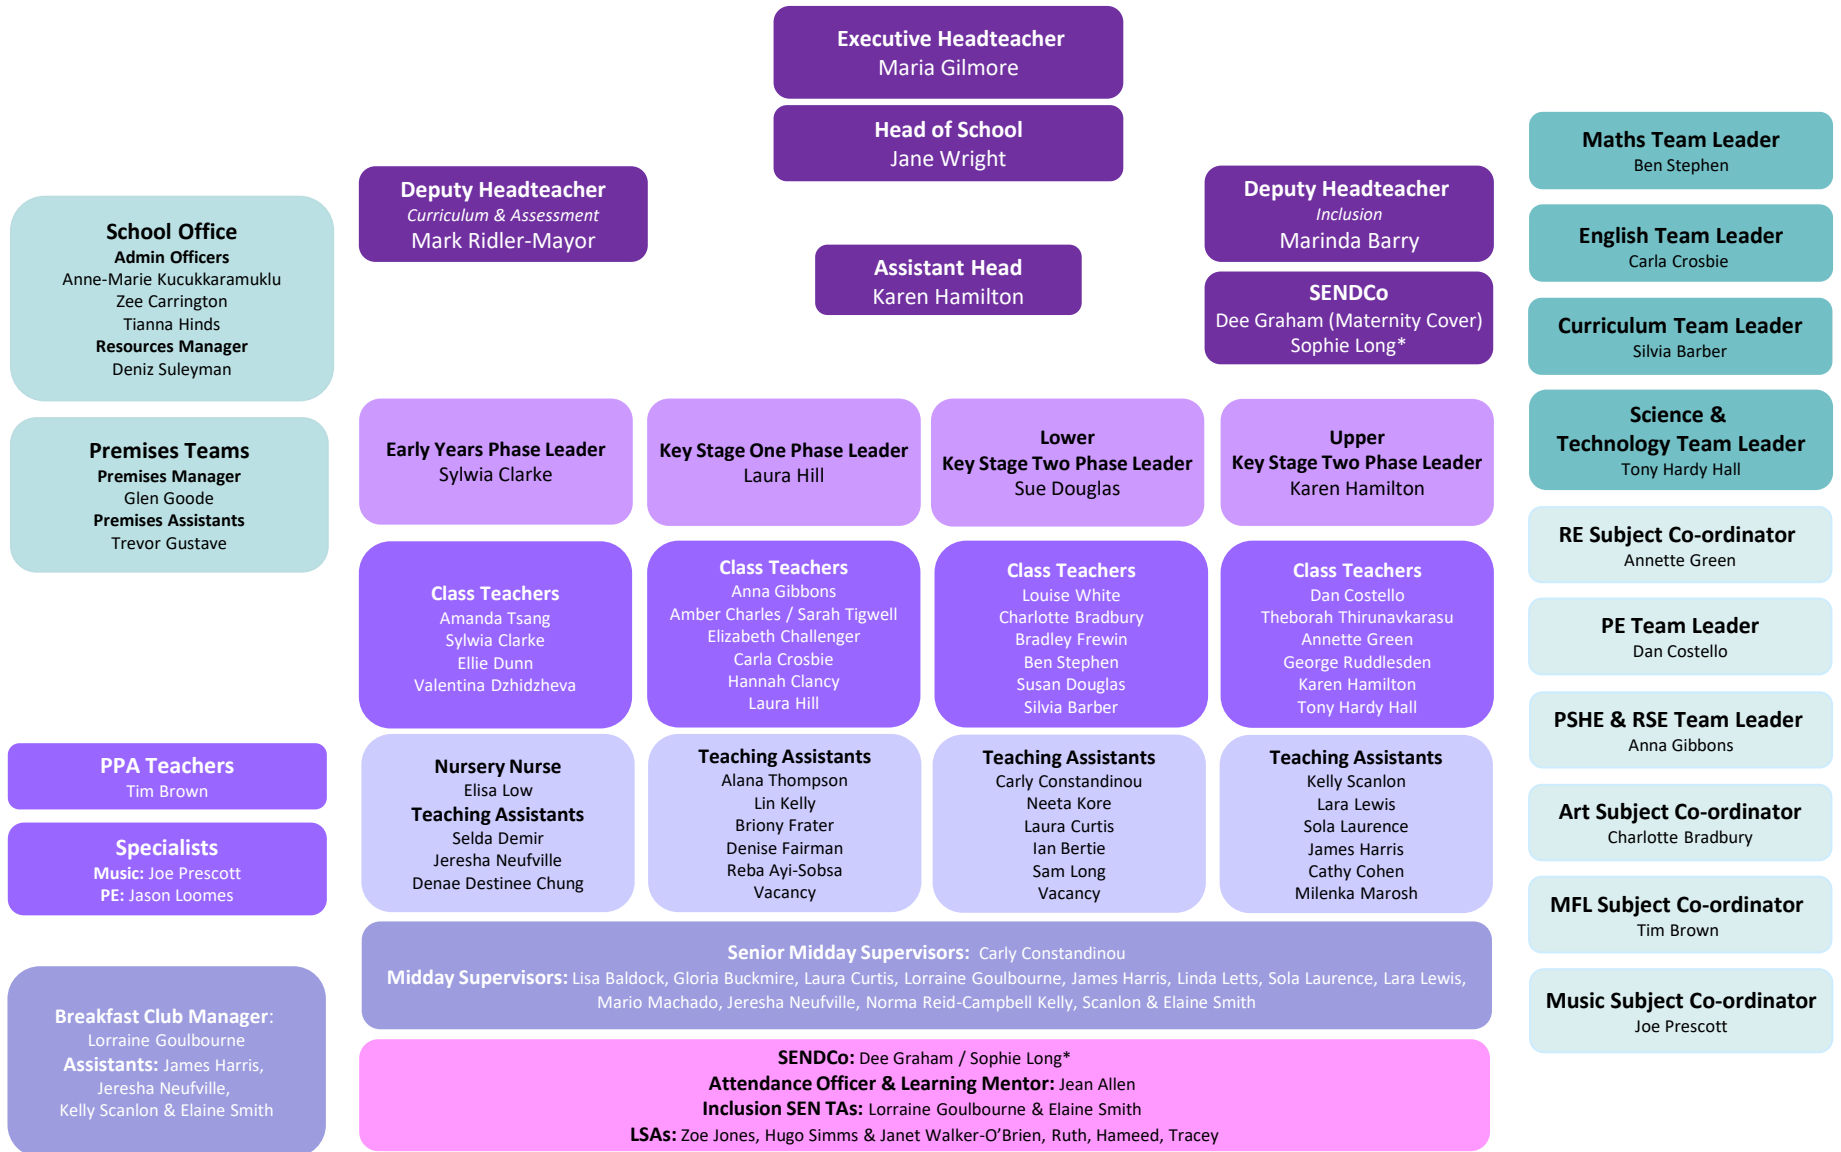 Executive Headteacher
Maria Gilmore
Head of School
Jane Wright
Deputy Headteacher
Curriculum & Assessment
Mark Ridler-Mayor
Deputy Headteacher
Inclusion
Marinda Barry
Assistant Head
Karen Hamilton
SENDCo
Dee Graham (Maternity Cover)
Sophie Long*
School Office
Admin Officers
Anne-Marie Kucukkaramuklu
Zee Carrington
Tianna Hinds
Resources Manager
Deniz Suleyman
Premises Teams
Premises Manager
Glen Goode
Premises Assistants
Trevor Gustave
PPA Teachers
Tim Brown
Specialists
Music: Joe Prescott
PE: Jason Loomes
Breakfast Club Manager:
Lorraine Goulbourne
Assistants: James Harris,
Jeresha Neufville,
Kelly Scanlon & Elaine Smith
Early Years Phase Leader
Sylwia Clarke
Key Stage One Phase Leader
Laura Hill
Lower
Key Stage Two Phase Leader
Sue Douglas
Upper
Key Stage Two Phase Leader
Karen Hamilton
Class Teachers
Amanda Tsang
Sylwia Clarke
Ellie Dunn
Valentina Dzhidzheva
Class Teachers
Anna Gibbons
Amber Charles / Sarah Tigwell
Elizabeth Challenger
Carla Crosbie
Hannah Clancy
Laura Hill
Class Teachers
Louise White
Charlotte Bradbury
Bradley Frewin
Ben Stephen
Susan Douglas
Silvia Barber
Class Teachers
Dan Costello
Theborah Thirunavkarasu
Annette Green
George Ruddlesden
Karen Hamilton
Tony Hardy Hall
Nursery Nurse
Elisa Low
Teaching Assistants
Selda Demir
Jeresha Neufville
Denae Destinee Chung
Teaching Assistants
Alana Thompson
Lin Kelly
Briony Frater
Denise Fairman
Reba Ayi-Sobsa
Vacancy
Teaching Assistants
Carly Constandinou
Neeta Kore
Laura Curtis
Ian Bertie
Sam Long
Vacancy
Teaching Assistants
Kelly Scanlon
Lara Lewis
Sola Laurence
James Harris
Cathy Cohen
Milenka Marosh
Senior Midday Supervisors: Carly Constandinou
Midday Supervisors: Lisa Baldock, Gloria Buckmire, Laura Curtis, Lorraine Goulbourne, James Harris, Linda Letts, Sola Laurence, Lara Lewis,
Mario Machado, Jeresha Neufville, Norma Reid-Campbell Kelly, Scanlon & Elaine Smith
SENDCo: Dee Graham / Sophie Long*
Attendance Officer & Learning Mentor: Jean Allen
Inclusion SEN TAs: Lorraine Goulbourne & Elaine Smith
LSAs: Zoe Jones, Hugo Simms & Janet Walker-O’Brien, Ruth, Hameed, Tracey
Maths Team Leader
Ben Stephen
English Team Leader
Carla Crosbie
Curriculum Team Leader
Silvia Barber
Science &
Technology Team Leader
Tony Hardy Hall
RE Subject Co-ordinator
Annette Green
PE Team Leader
Dan Costello
PSHE & RSE Team Leader
Anna Gibbons
Art Subject Co-ordinator
Charlotte Bradbury
MFL Subject Co-ordinator
Tim Brown
Music Subject Co-ordinator
Joe Prescott